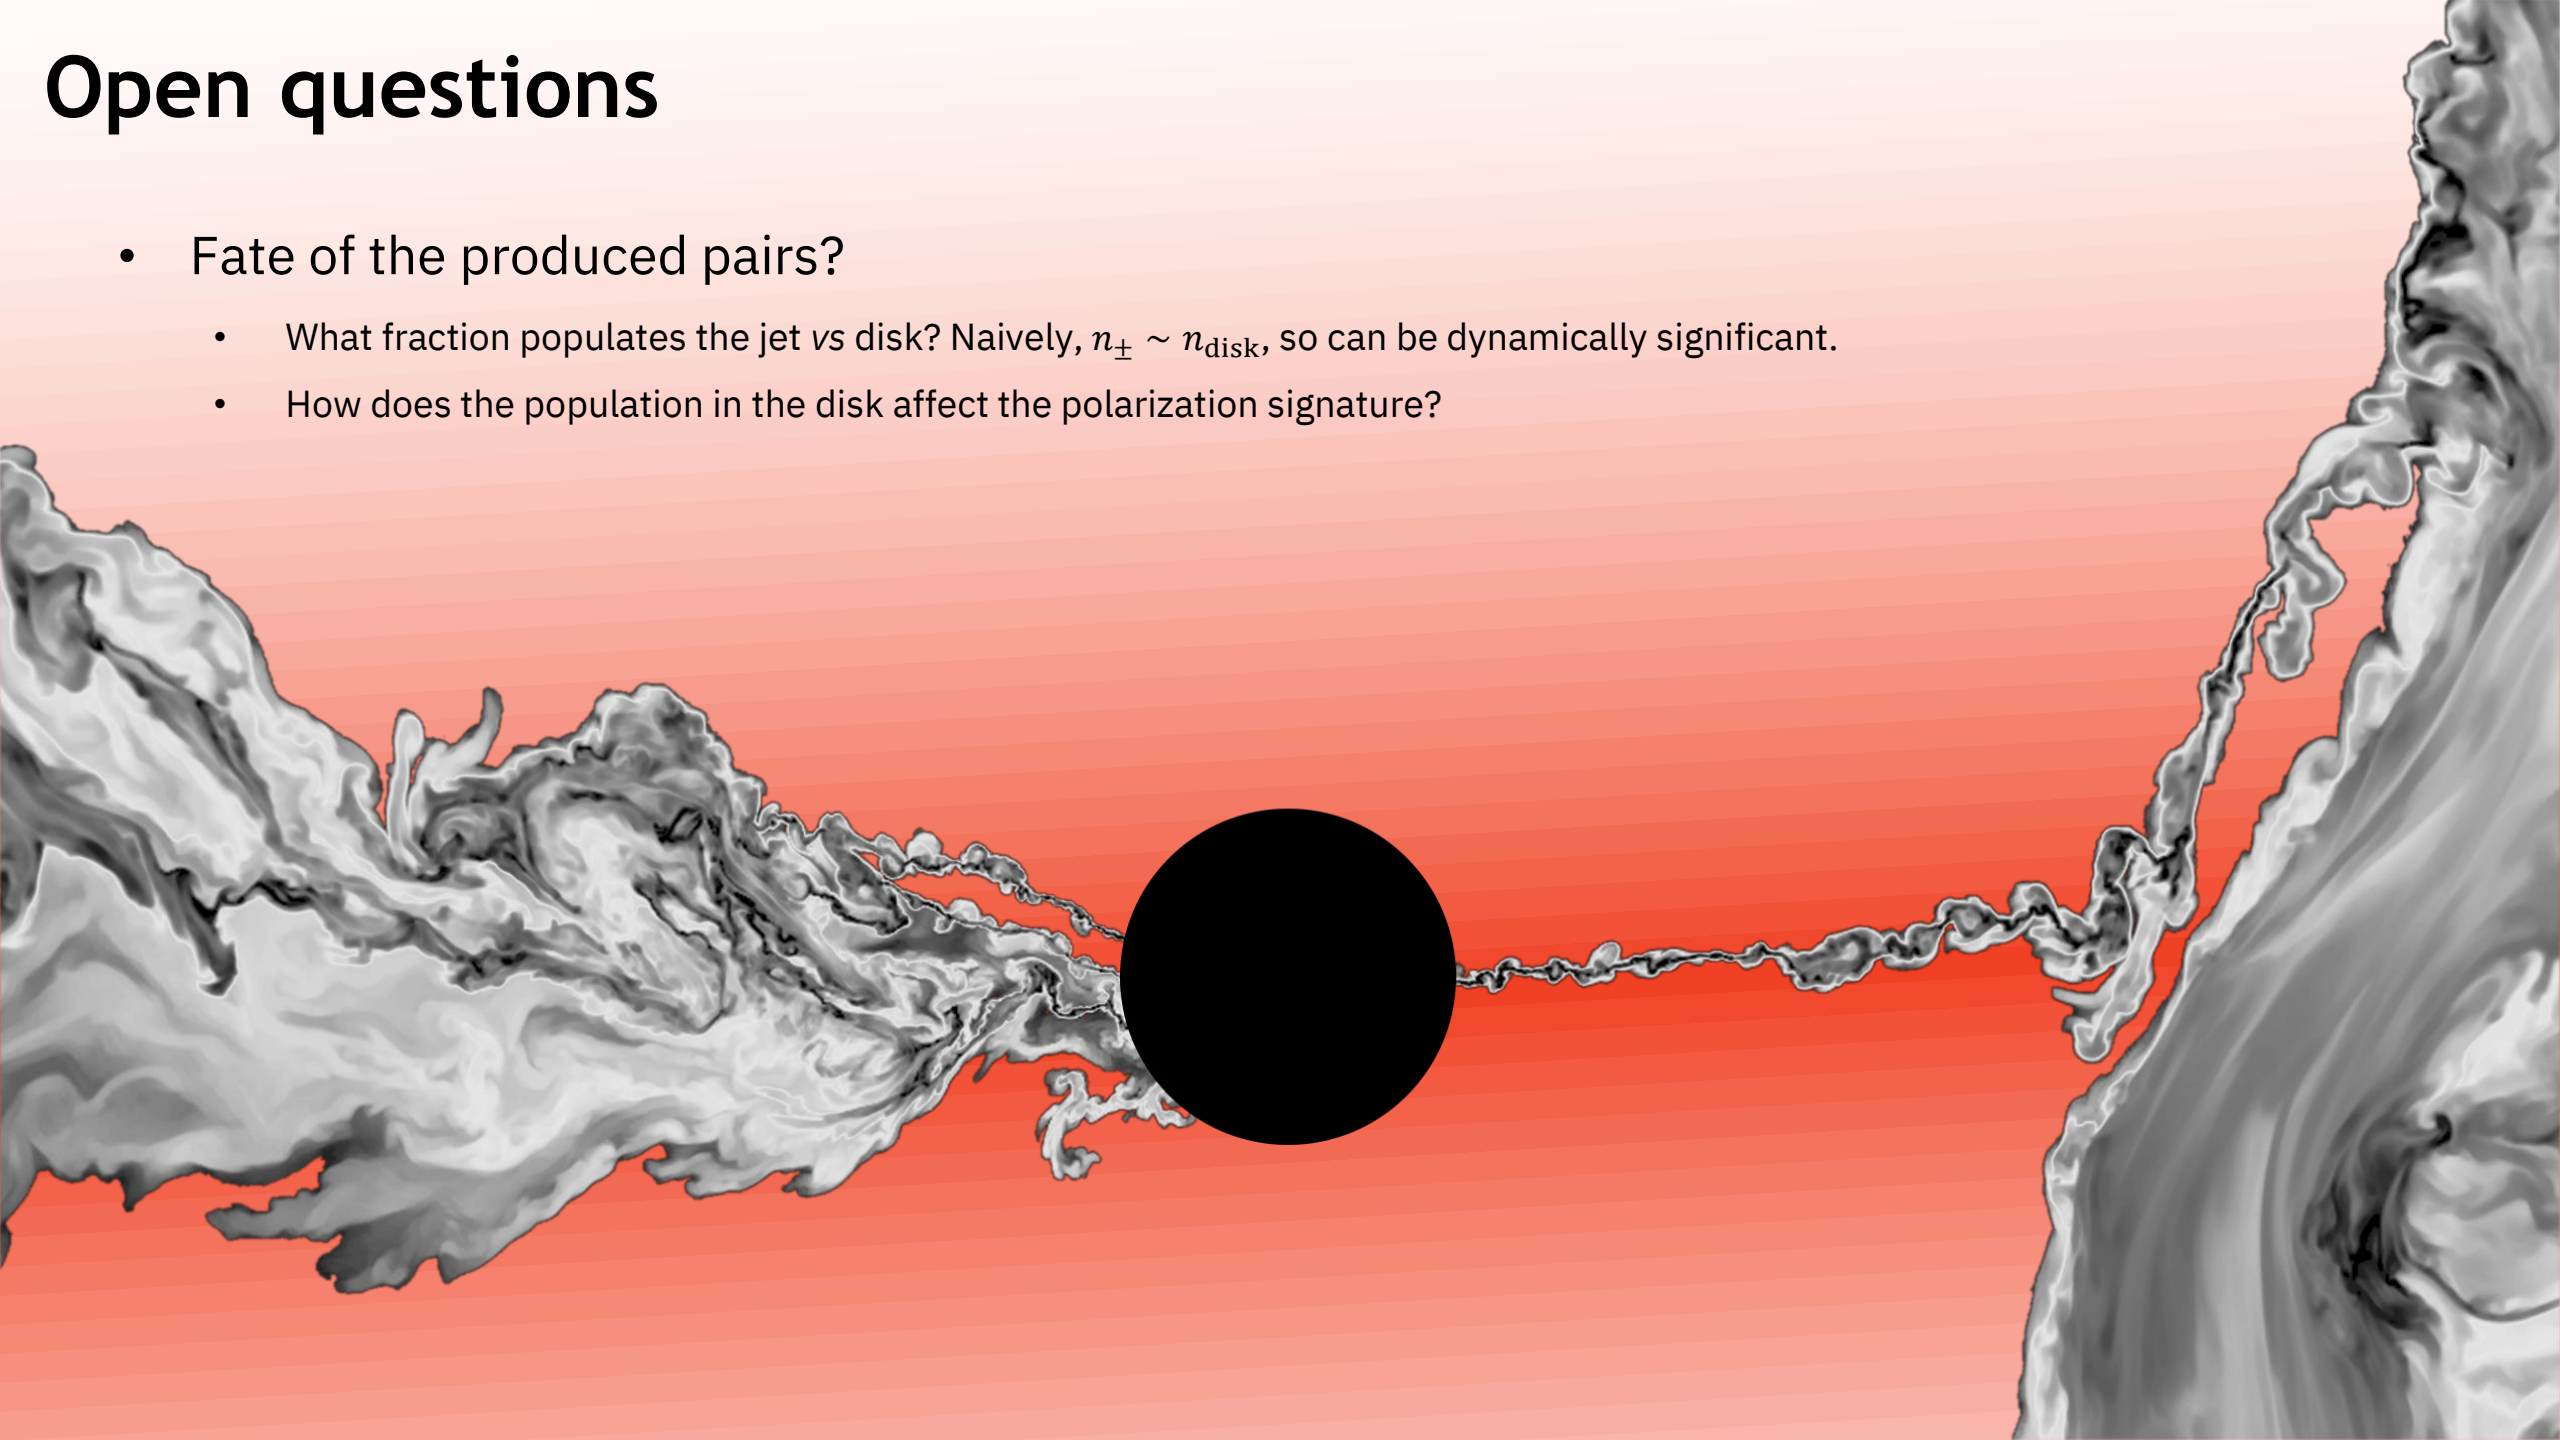 Open questions
• Fate of the produced pairs?
• What fraction populates the jet vs disk? Naively, n± ~ ndisk, so can be dynamically significant.
• How does the population in the disk affect the polarization signature?